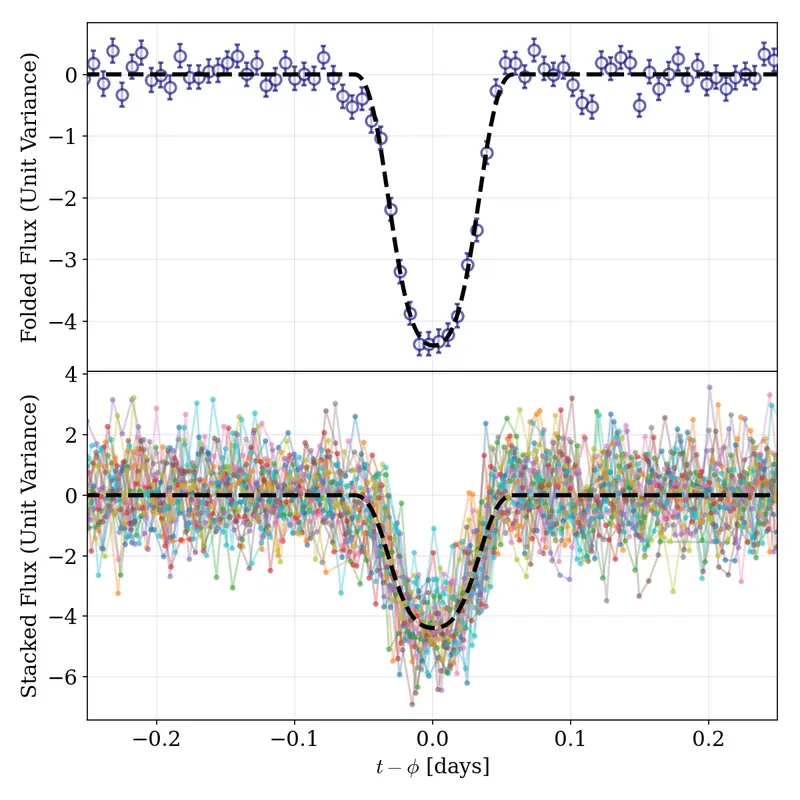 Folded Flux (Unit Variance)
0
−1
−2
−3
−4
Stacked Flux (Unit Variance)
4
2
0
−2
−4
−6
−0.2 −0.1 0.0 0.1 0.2
t − ϕ [days]